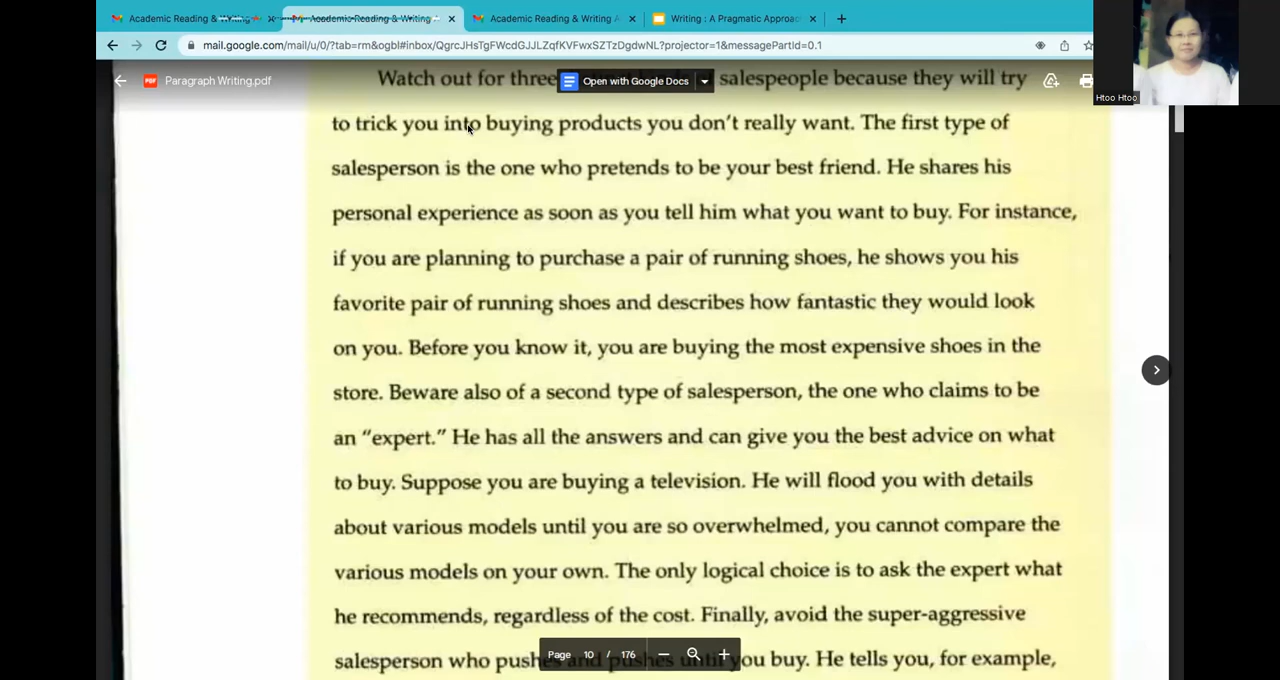 Academic Reading &
Academic Reading & Writing
Academic Reading & Writing
Writing : A Pragmatic Approac
mail.google.com/mail/u/0/?tab=rm&ogbl#inbox/QgrcJHsTgFWcdGJJLZqfKVFwxSZTzDgdwNL?projector=1&messagePartId=0.1
PDF Paragraph Writing.pdf
Open with Google Docs
Htoo Htoo
Watch out for three salespeople because they will try
to trick you into buying products you don't really want. The first type of
salesperson is the one who pretends to be your best friend. He shares his
personal experience as soon as you tell him what you want to buy. For instance,
if you are planning to purchase a pair of running shoes, he shows you his
favorite pair of running shoes and describes how fantastic they would look
on you. Before you know it, you are buying the most expensive shoes in the
store. Beware also of a second type of salesperson, the one who claims to be
an "expert." He has all the answers and can give you the best advice on what
to buy. Suppose you are buying a television. He will flood you with details
about various models until you are so overwhelmed, you cannot compare the
various models on your own. The only logical choice is to ask the expert what
he recommends, regardless of the cost. Finally, avoid the super-aggressive
salesperson who pushes and pushes until you buy. He tells you, for example,
Page 10 / 176